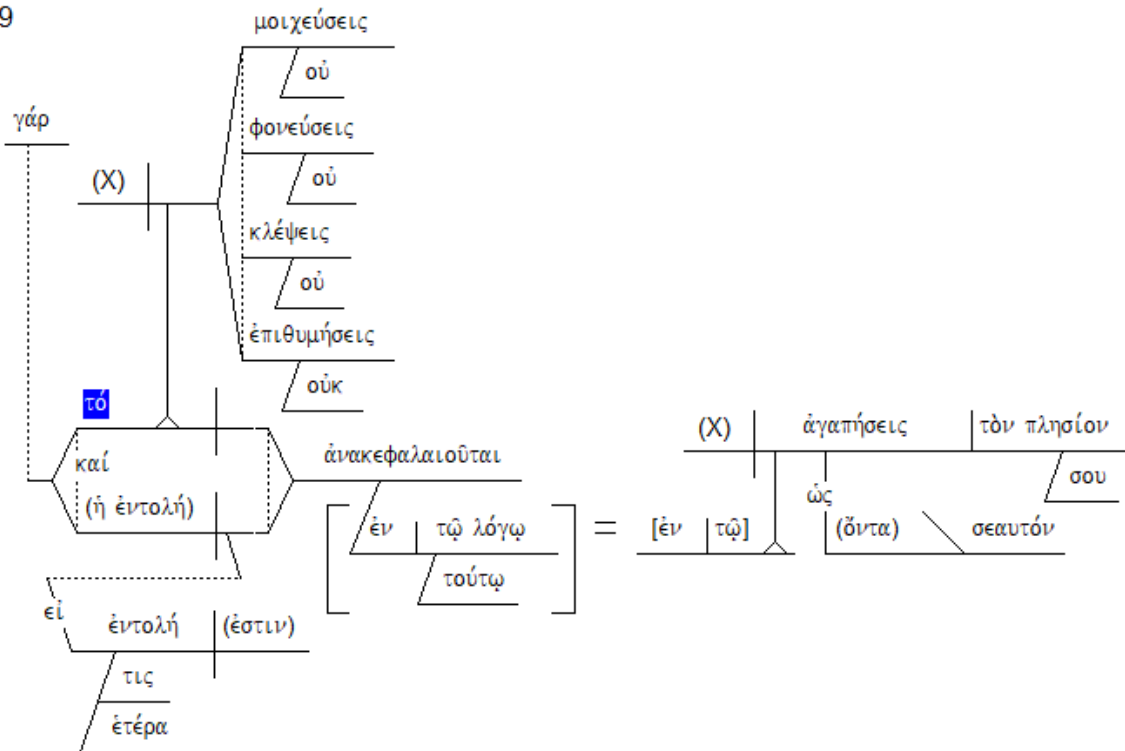 9
μοιχεύσεις
οὐ
γάρ
φονεύσεις
οὐ
(X)
κλέψεις
οὐ
ἐπιθυμήσεις
οὐκ
τό
καί
(ἡ ἐντολή)
ἀνακεφαλαιοῦται
ἐν τῷ λόγῳ
τούτῳ
=
(X) ἀγαπήσεις τὸν πλησίον
σου
ὡς
[ἐν τῷ] (ὄντα) σεαυτόν
εἰ
ἐντολή (ἐστιν)
τις
ἑτέρα